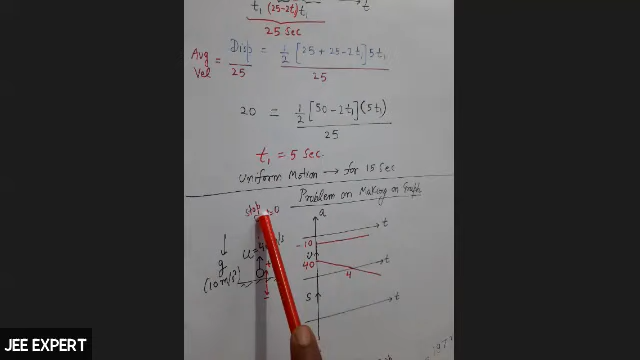 t₁ (25-2t₁) t₁ t
25 Sec
Avg Vel = Disp / 25 = 1/2 [25 + 25-2t₁] 5t₁ / 25
20 = 1/2 [50-2t₁] (5t₁) / 25
t₁ = 5 Sec
Uniform Motion → for 15 Sec
Problem on Making on Graph
stop
=0
a
t
-10
g
(10m/s²)
u=
/s
+
-
v
40
4
t
S
t
JEE EXPERT